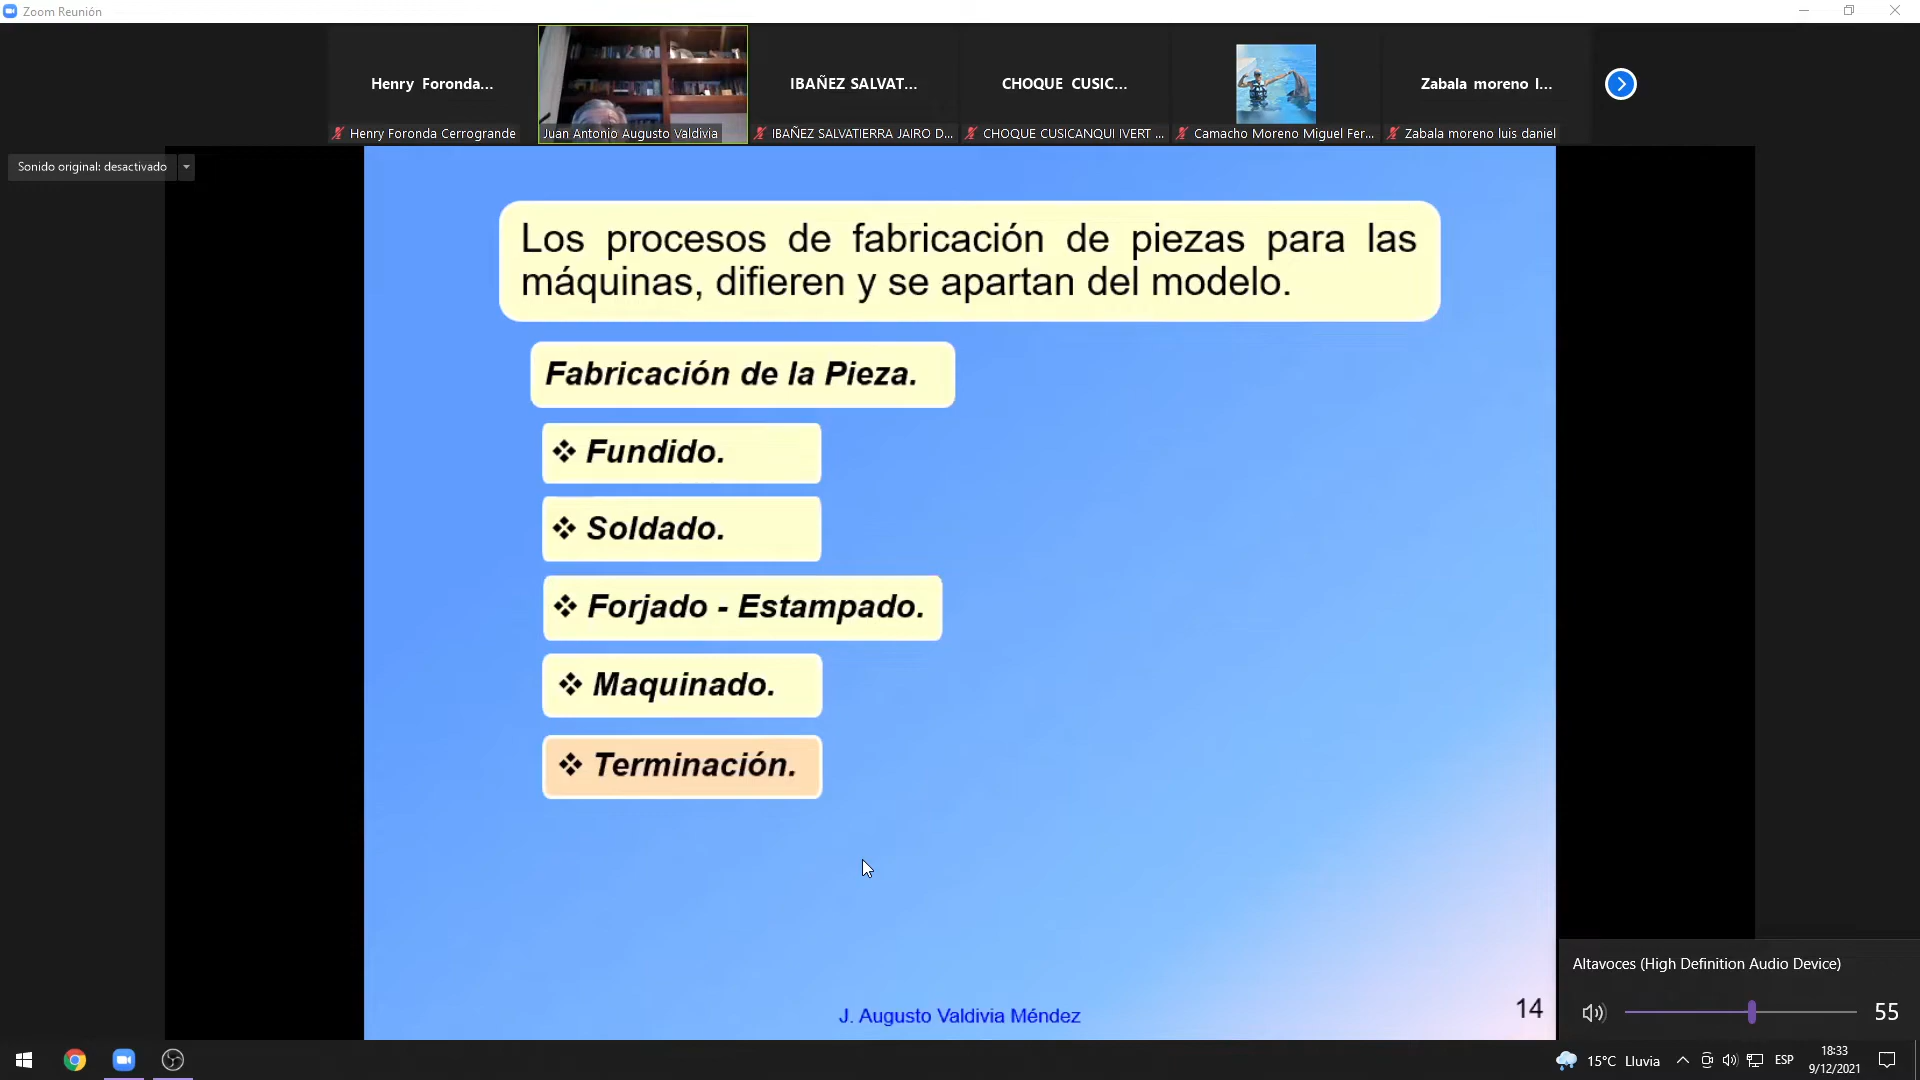 Zoom Reunión
Henry Foronda...
IBAÑEZ SALVAT...
CHOQUE CUSIC...
Zabala moreno l...
Henry Foronda Cerrogrande
Juan Antonio Augusto Valdivia
IBAÑEZ SALVATIERRA JAIRO D...
CHOQUE CUSICANQUI IVERT ...
Camacho Moreno Miguel Fer...
Zabala moreno luis daniel
Sonido original: desactivado
Los procesos de fabricación de piezas para las
máquinas, difieren y se apartan del modelo.
Fabricación de la Pieza.
❖ Fundido.
❖ Soldado.
❖ Forjado - Estampado.
❖ Maquinado.
❖ Terminación.
J. Augusto Valdivia Méndez
14
Altavoces (High Definition Audio Device)
55
15°C Lluvia
ESP
18:33
9/12/2021